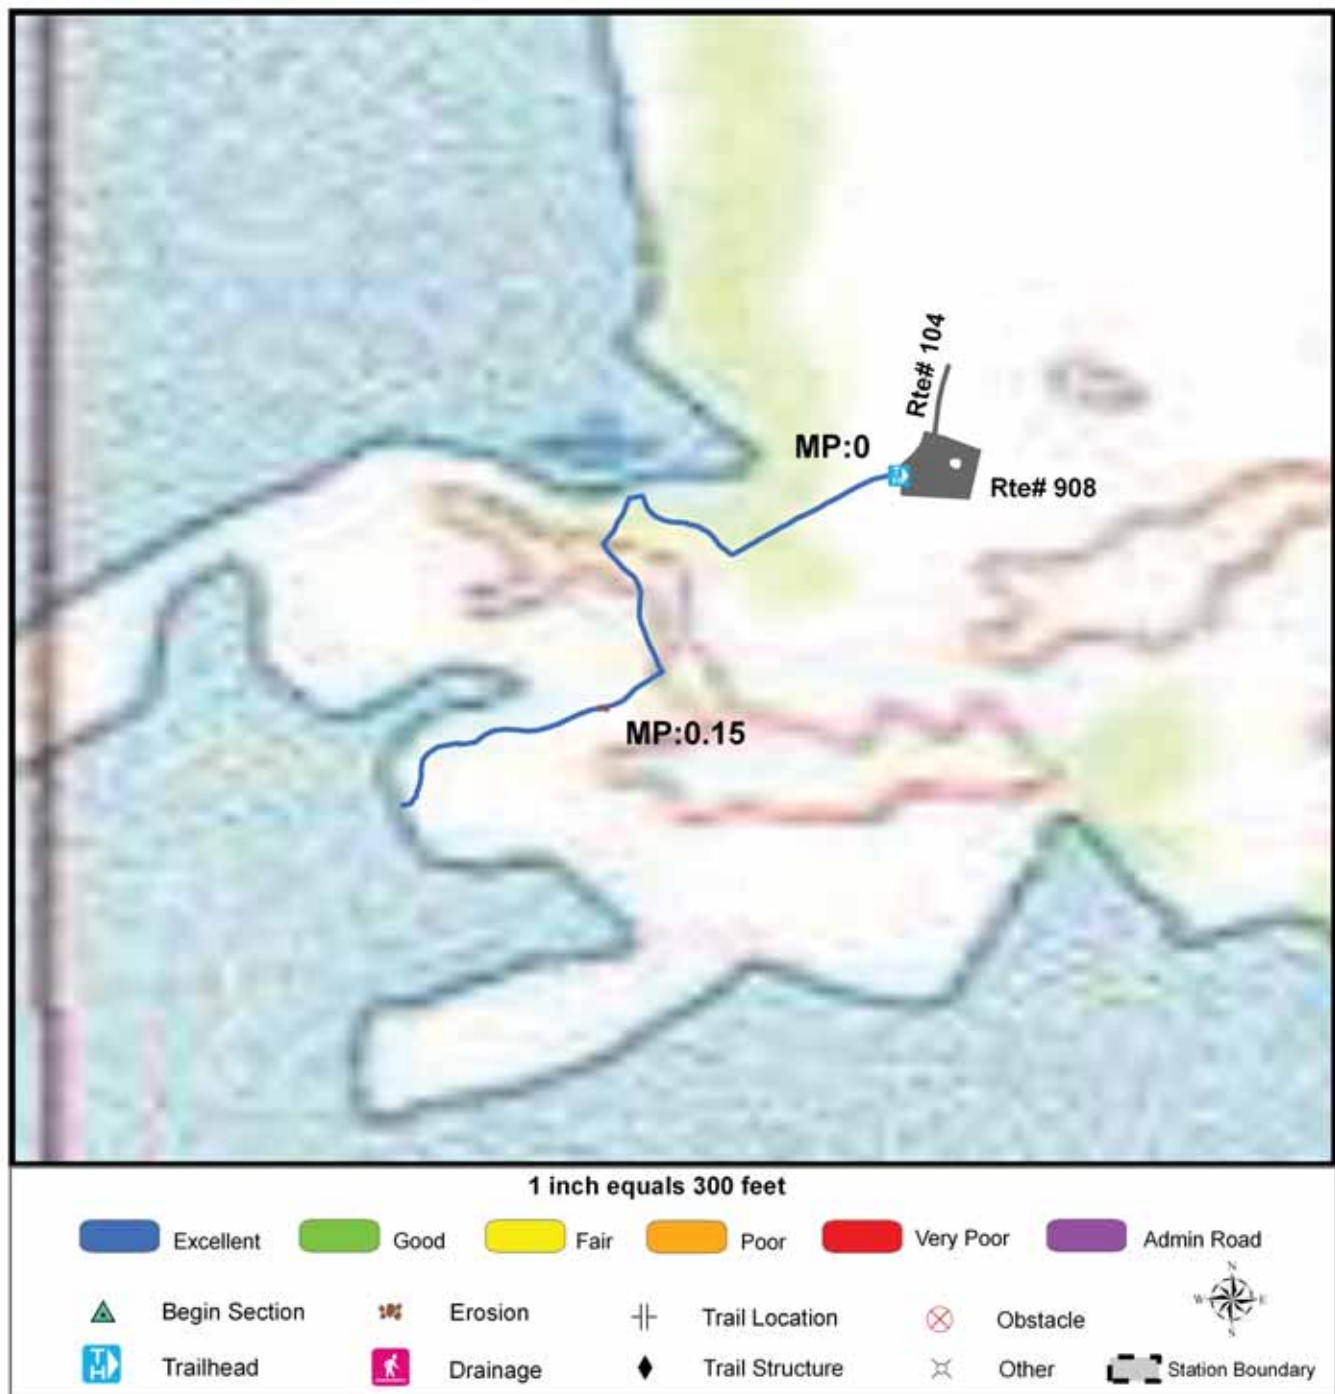 Rte# 104
MP:0
Rte# 908
MP:0.15
1 inch equals 300 feet
Excellent Good Fair Poor Very Poor Admin Road
N
W E
S
Begin Section Erosion Trail Location Obstacle
TH Trailhead Drainage Trail Structure Other Station Boundary